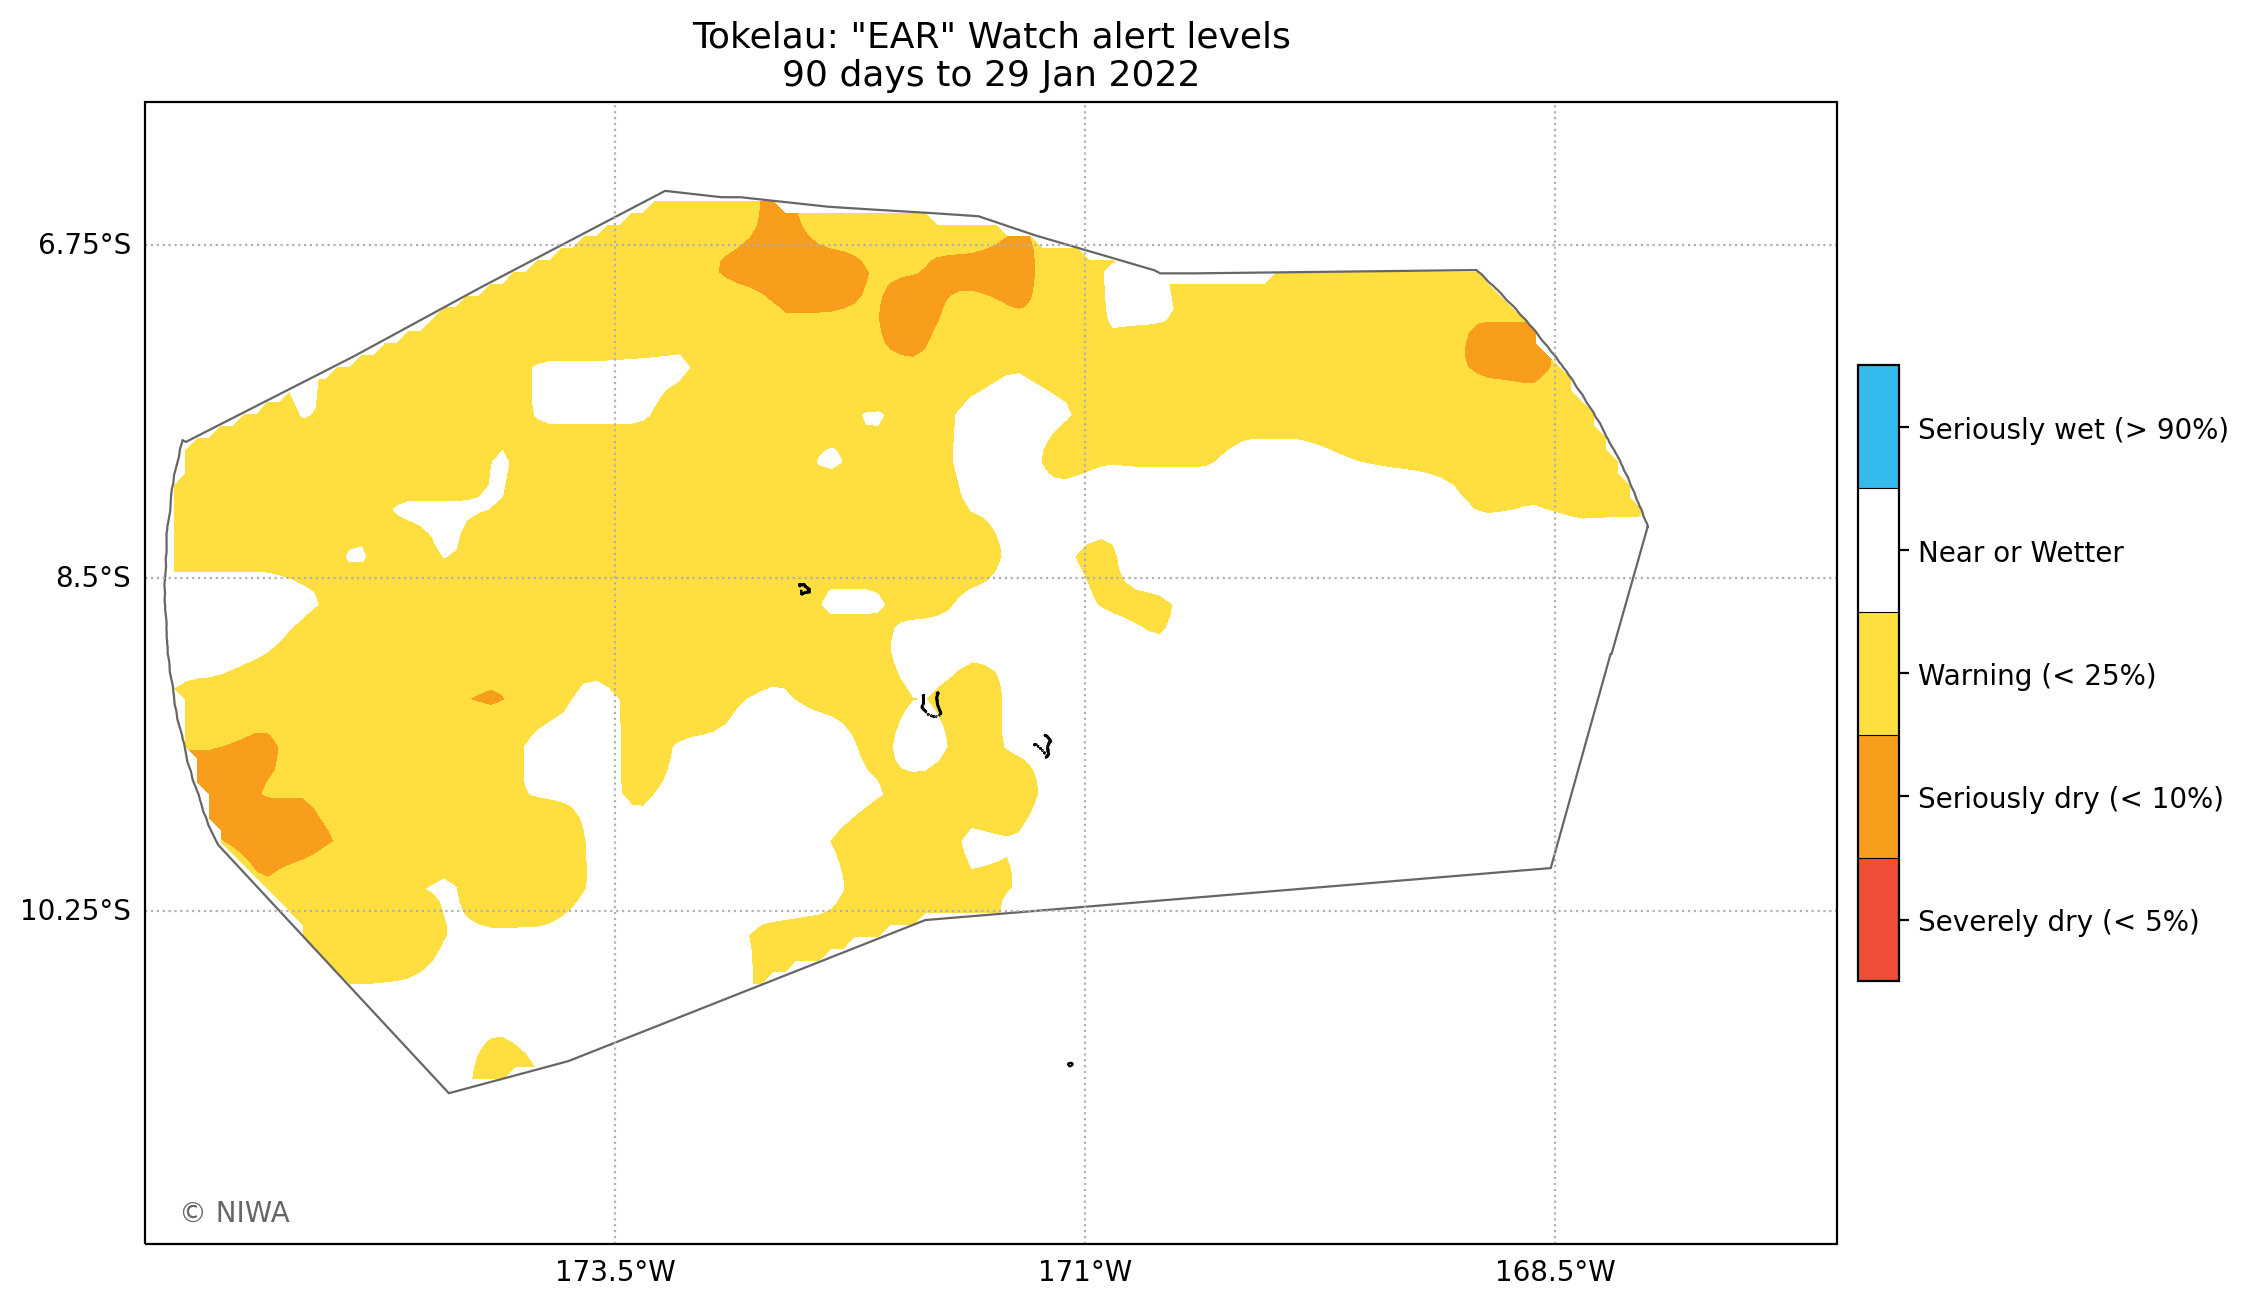 Tokelau: "EAR" Watch alert levels
90 days to 29 Jan 2022
6.75°S
8.5°S
10.25°S
173.5°W
171°W
168.5°W
Seriously wet (> 90%)
Near or Wetter
Warning (< 25%)
Seriously dry (< 10%)
Severely dry (< 5%)
© NIWA